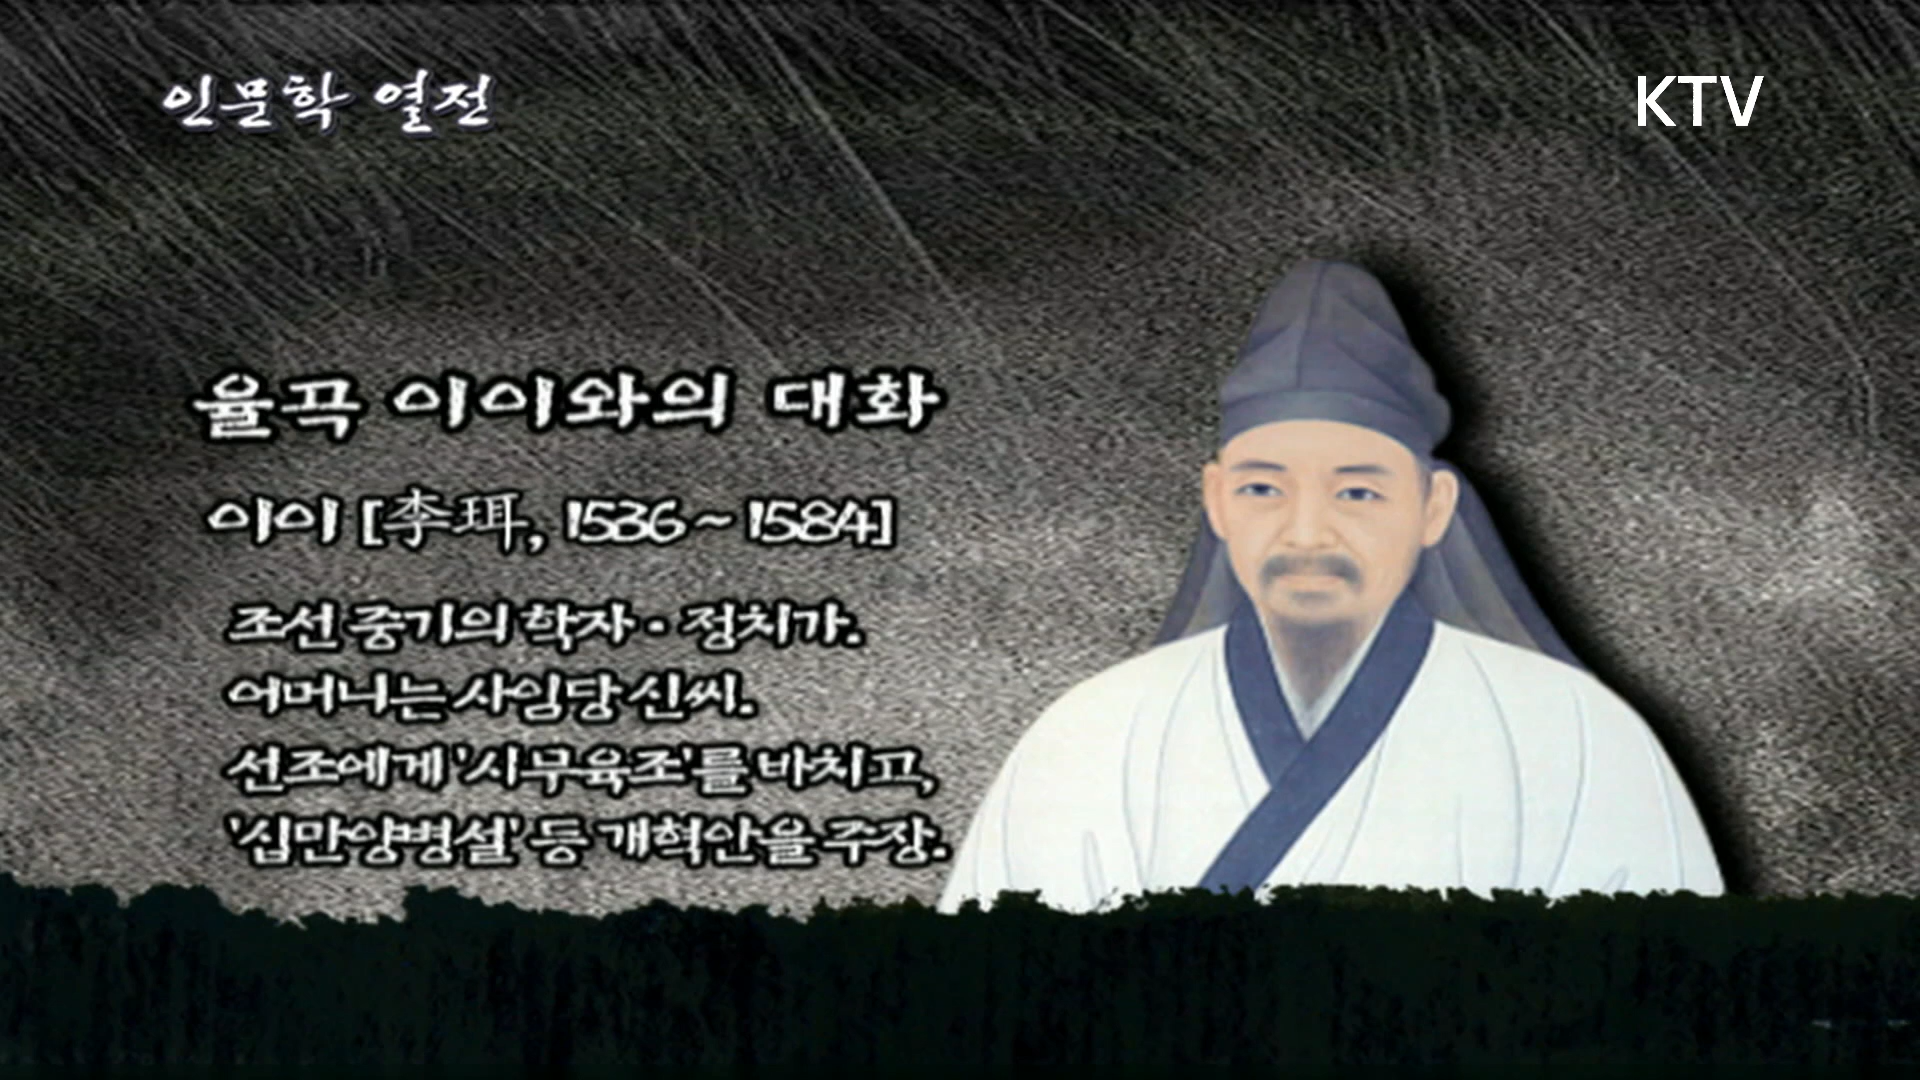 인문학 열전
KTV
율곡 이이와의 대화
이이 [李珥, 1536~1584]
조선 중기의 학자·정치가.
어머니는 사임당 신씨.
선조에게 '시무육조'를 바치고,
'십만양병설' 등 개혁안을 주장.